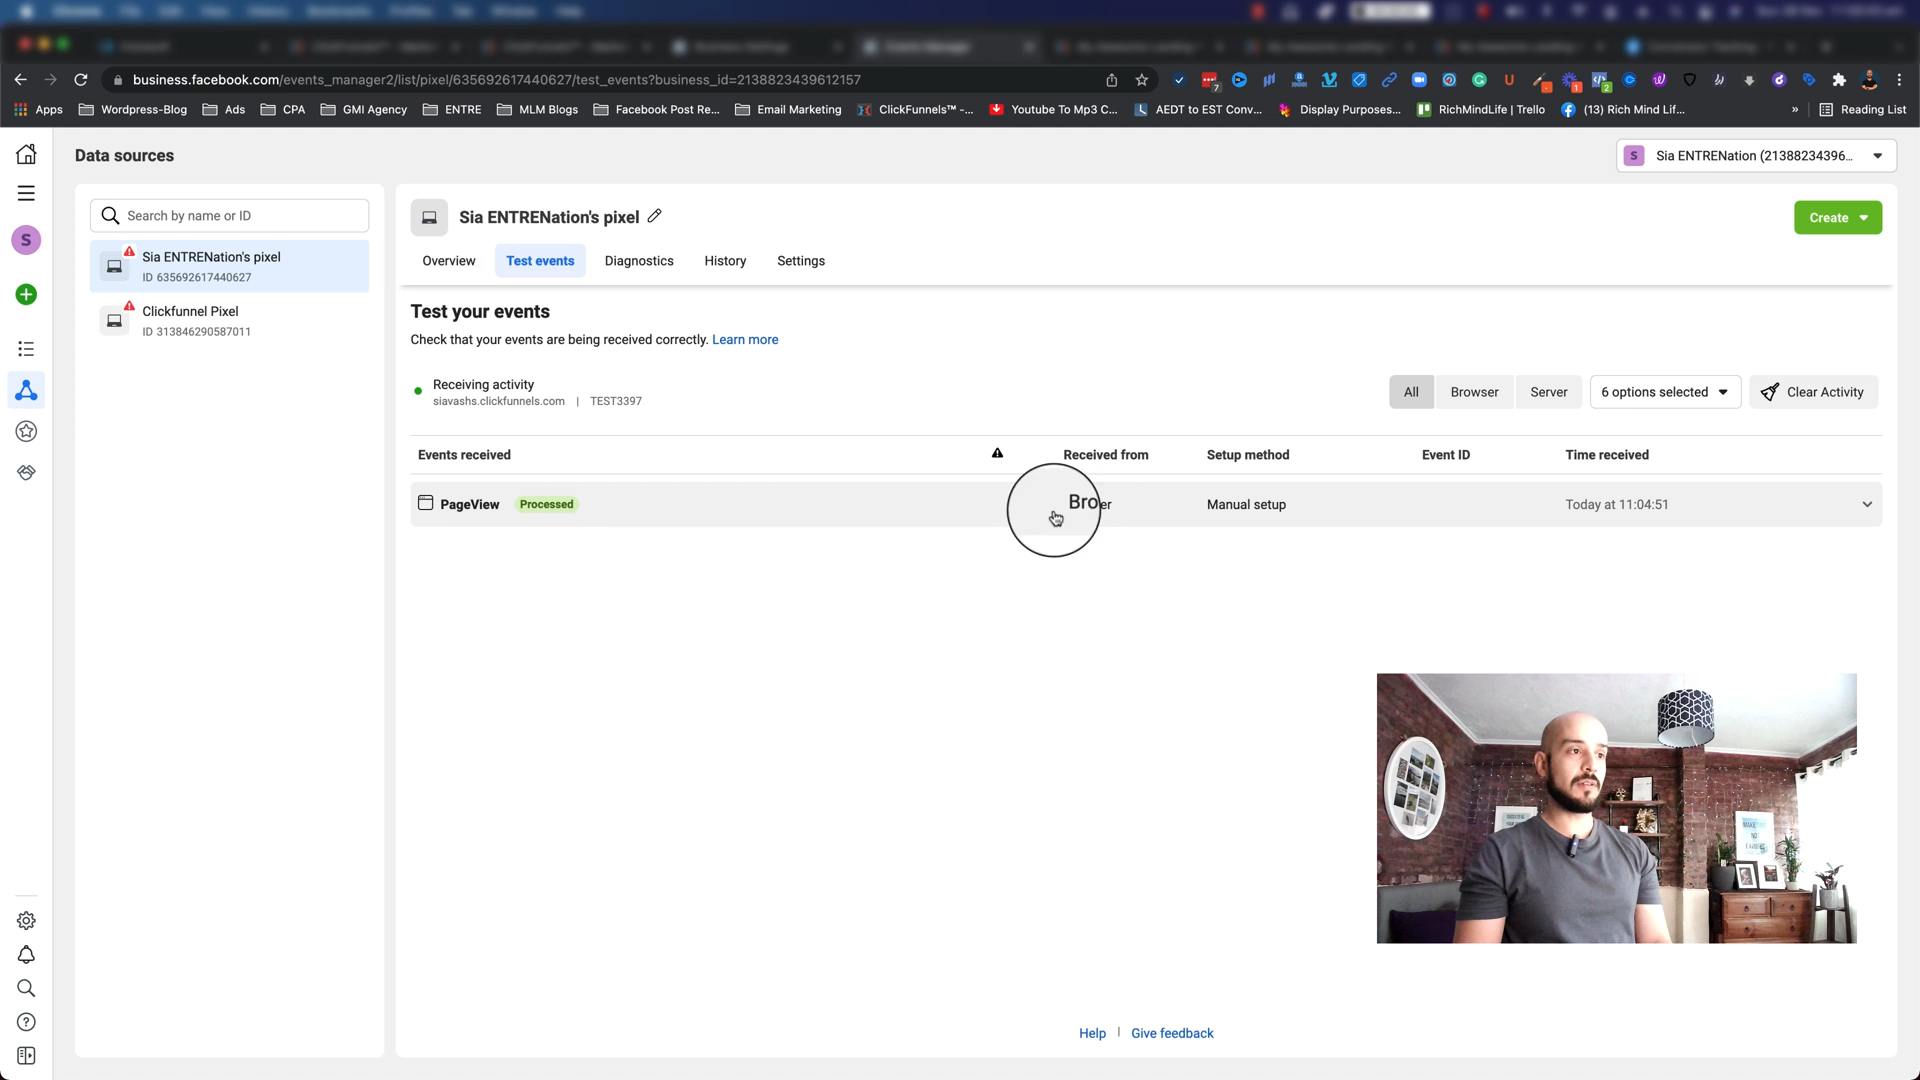 business.facebook.com/events_manager2/list/pixel/635692617440627/test_events?business_id=2138823439612157
Apps Wordpress-Blog Ads CPA GMI Agency ENTRE MLM Blogs Facebook Post Re... Email Marketing ClickFunnels™ -... Youtube To Mp3 C... AEDT to EST Conv... Display Purposes... RichMindLife | Trello (13) Rich Mind Lif... » Reading List
Data sources
S Sia ENTRENation (21388234396...
Search by name or ID
Sia ENTRENation's pixel
ID 635692617440627
Clickfunnel Pixel
ID 313846290587011
S
Sia ENTRENation's pixel
Create
Overview Test events Diagnostics History Settings
Test your events
Check that your events are being received correctly. Learn more
Receiving activity
siavashs.clickfunnels.com | TEST3397
All Browser Server 6 options selected Clear Activity
Events received Received from Setup method Event ID Time received
PageView Processed Broer Manual setup Today at 11:04:51
Help | Give feedback